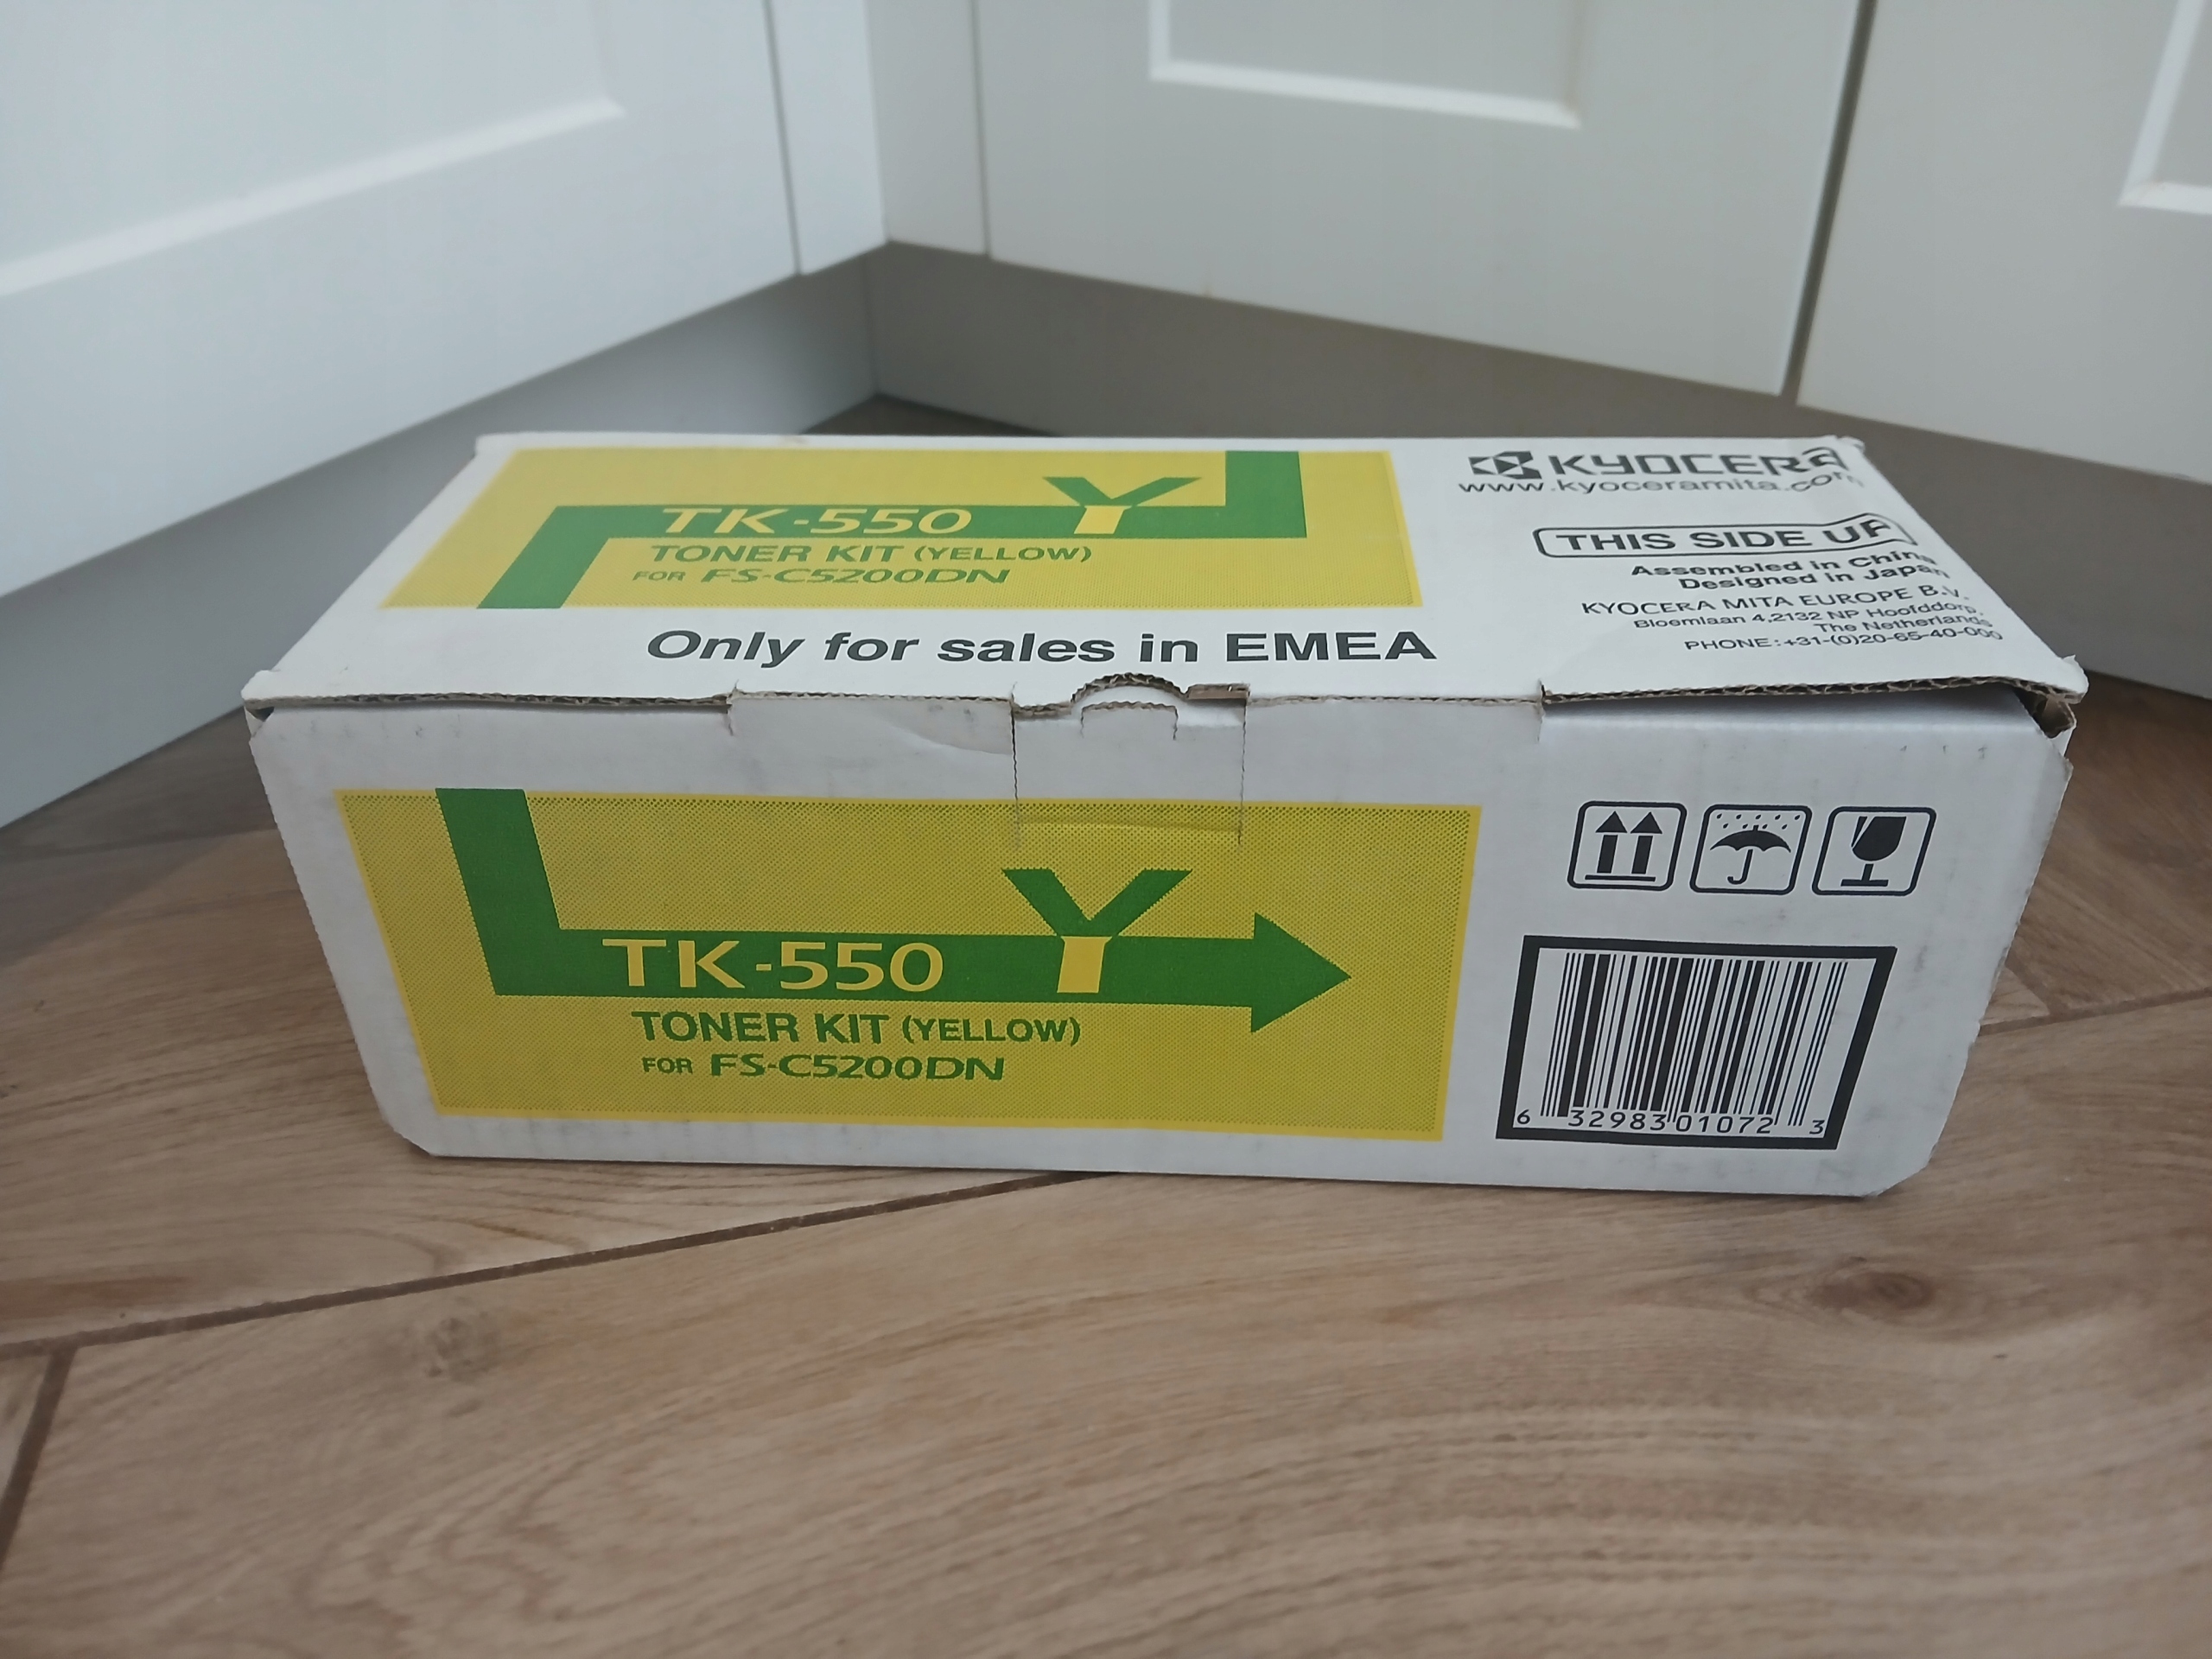 TK-550 Y
TONER KIT (YELLOW)
FOR FS-C5200DN
Only for sales in EMEA
KYOCERA
www.kyoceramita.com
THIS SIDE UP
Assembled in China
Designed in Japan
KYOCERA MITA EUROPE B.V.
Bloemlaan 4,2132 NP Hoofddorp,
The Netherlands
PHONE:+31-(0)20-65-40-000
TK-550 Y
TONER KIT (YELLOW)
FOR FS-C5200DN
6 32983 01072 3